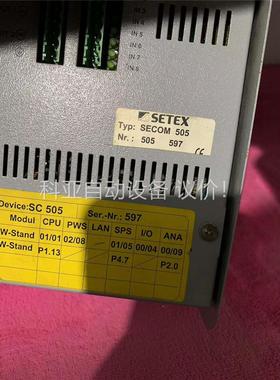 IN 3
IN 4
IN 5
IN 6
IN 7
IN 8
SETEX
Typ: SECOM 505
Nr.: 505 597
CE
科亚自动设备 议价!
Device: SC 505 Ser.-Nr.: 597
Modul CPU PWS LAN SPS I/O ANA
W-Stand 01/01 02/08 01/05 00/04 00/09
W-Stand P1.13 P4.7 P2.0